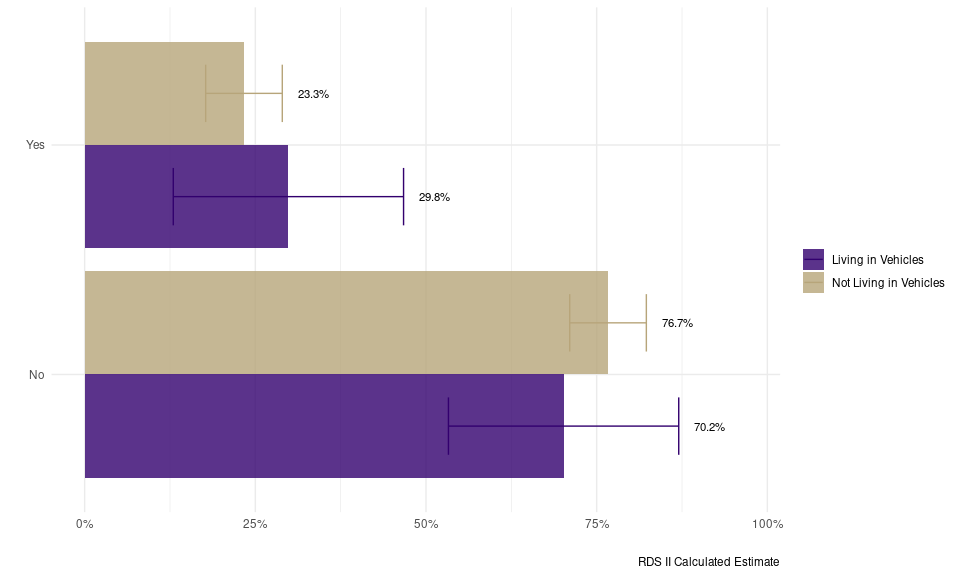 23.3%
Yes
29.8%
Living in Vehicles
Not Living in Vehicles
76.7%
No
70.2%
0% 25% 50% 75% 100%
RDS II Calculated Estimate